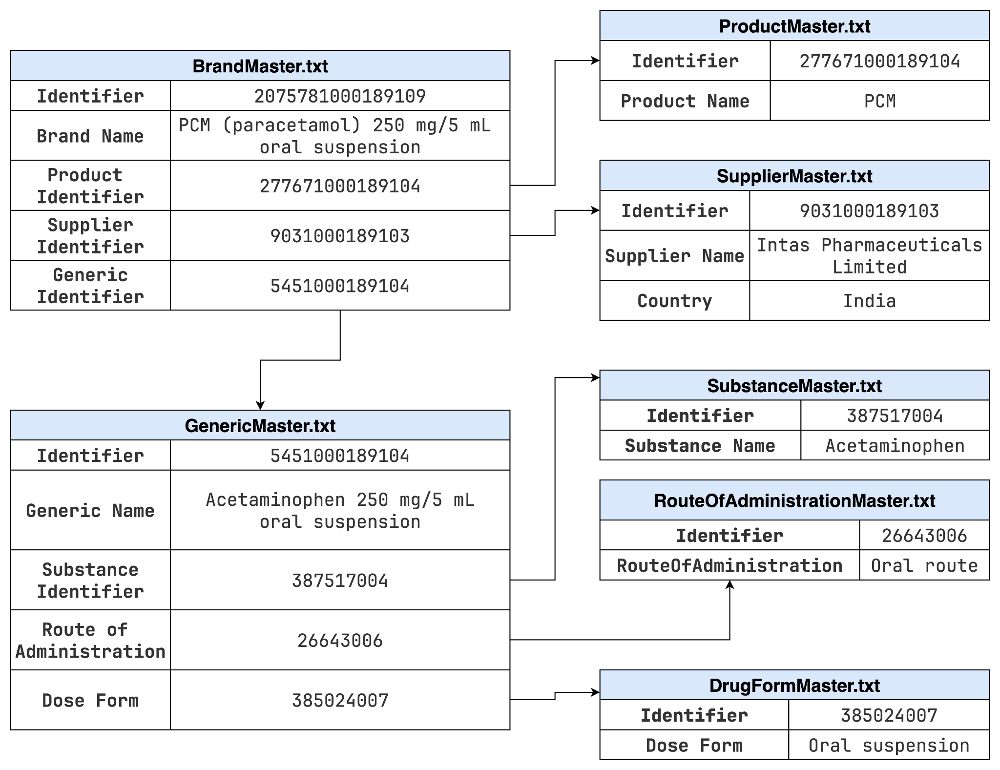 BrandMaster.txt
Identifier 2075781000189109
Brand Name PCM (paracetamol) 250 mg/5 mL
oral suspension
Product
Identifier 277671000189104
Supplier
Identifier 9031000189103
Generic
Identifier 5451000189104
ProductMaster.txt
Identifier 277671000189104
Product Name PCM
SupplierMaster.txt
Identifier 9031000189103
Supplier Name Intas Pharmaceuticals
Limited
Country India
GenericMaster.txt
Identifier 5451000189104
Generic Name Acetaminophen 250 mg/5 mL
oral suspension
Substance
Identifier 387517004
Route of
Administration 26643006
Dose Form 385024007
SubstanceMaster.txt
Identifier 387517004
Substance Name Acetaminophen
RouteOfAdministrationMaster.txt
Identifier 26643006
RouteOfAdministration Oral route
DrugFormMaster.txt
Identifier 385024007
Dose Form Oral suspension